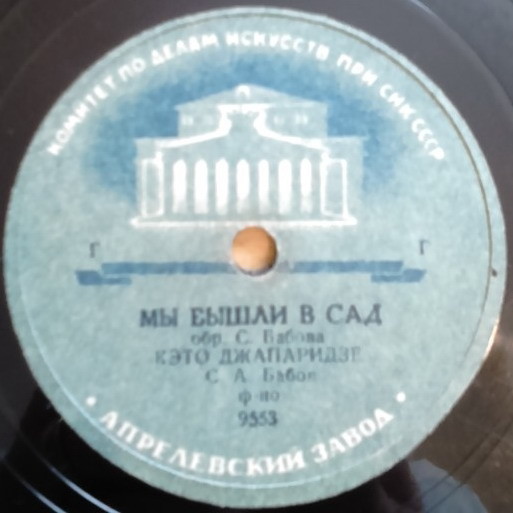 КОМИТЕТ ПО ДЕЛАМ ИСКУССТВ ПРИ СНК СССР
Г Г
МЫ ВЫШЛИ В САД
обр. С. Бабова
КЭТО ДЖАПАРИДЗЕ
С. А. Бабов
ф-но
9553
• АПРЕЛЕВСКИЙ ЗАВОД •